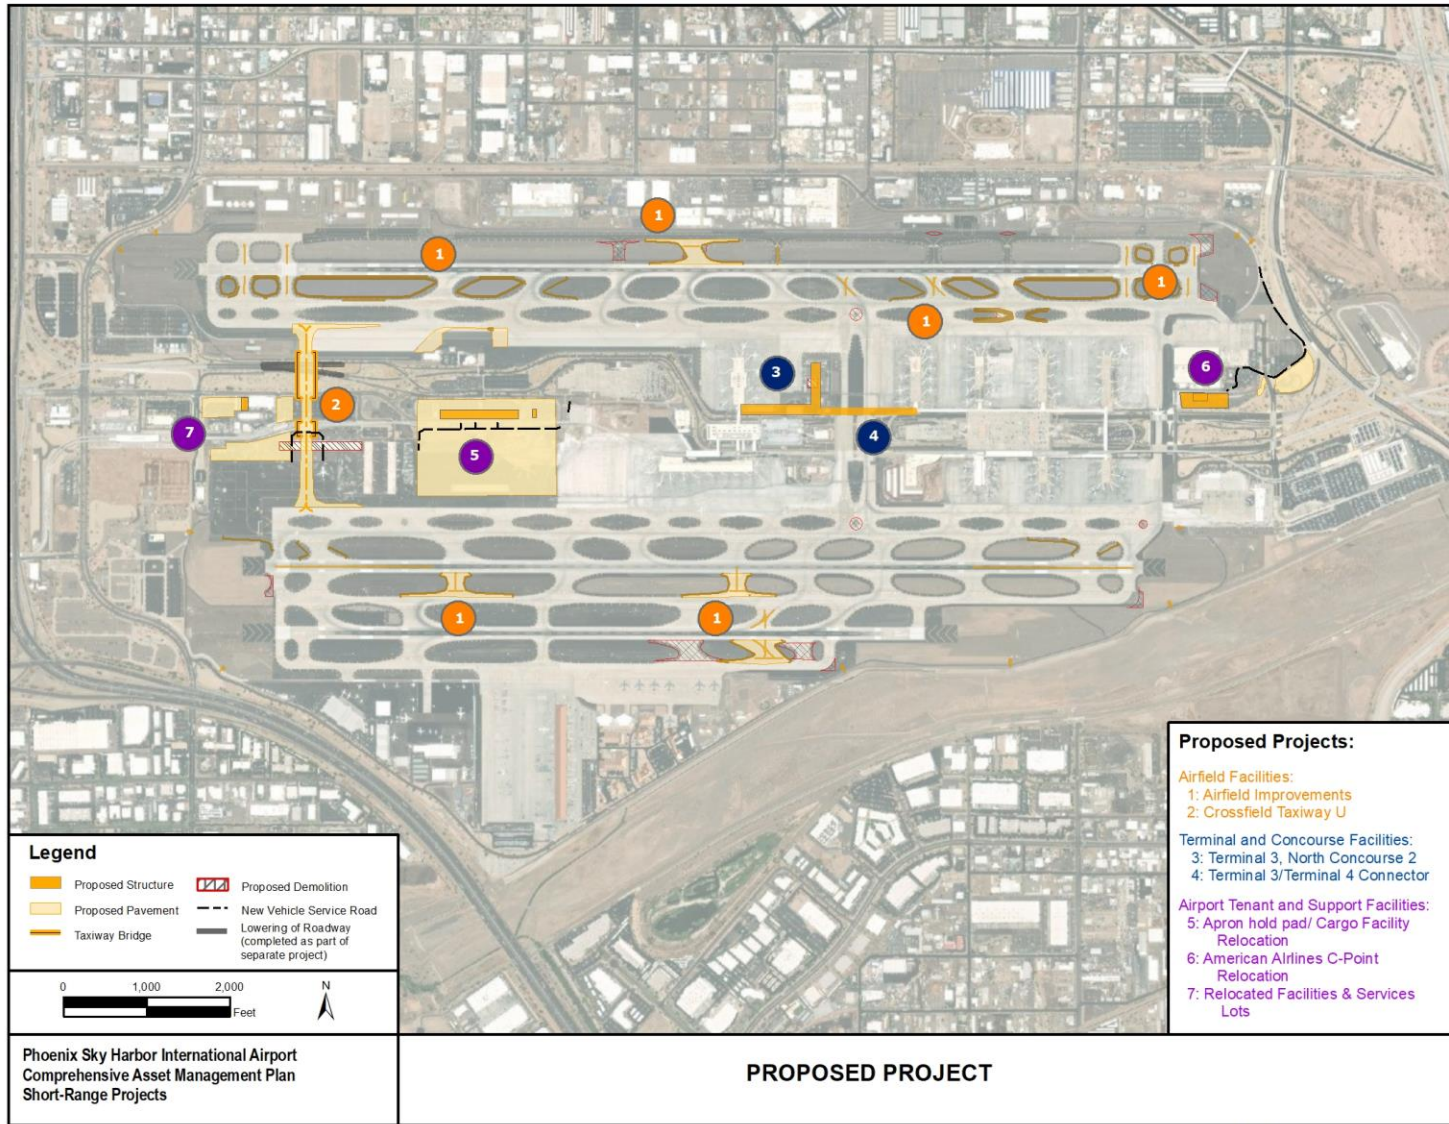 1
1
1
1
3
6
2
7
4
5
1
1
Proposed Projects:
Airfield Facilities:
1: Airfield Improvements
2: Crossfield Taxiway U
Terminal and Concourse Facilities:
3: Terminal 3, North Concourse 2
4: Terminal 3/Terminal 4 Connector
Airport Tenant and Support Facilities:
5: Apron hold pad/ Cargo Facility
Relocation
6: American AIrlines C-Point
Relocation
7: Relocated Facilities & Services
Lots
Legend
Proposed Structure
Proposed Pavement
Taxiway Bridge
Proposed Demolition
New Vehicle Service Road
Lowering of Roadway
(completed as part of
separate project)
0 1,000 2,000
Feet
N
Phoenix Sky Harbor International Airport
Comprehensive Asset Management Plan
Short-Range Projects
PROPOSED PROJECT